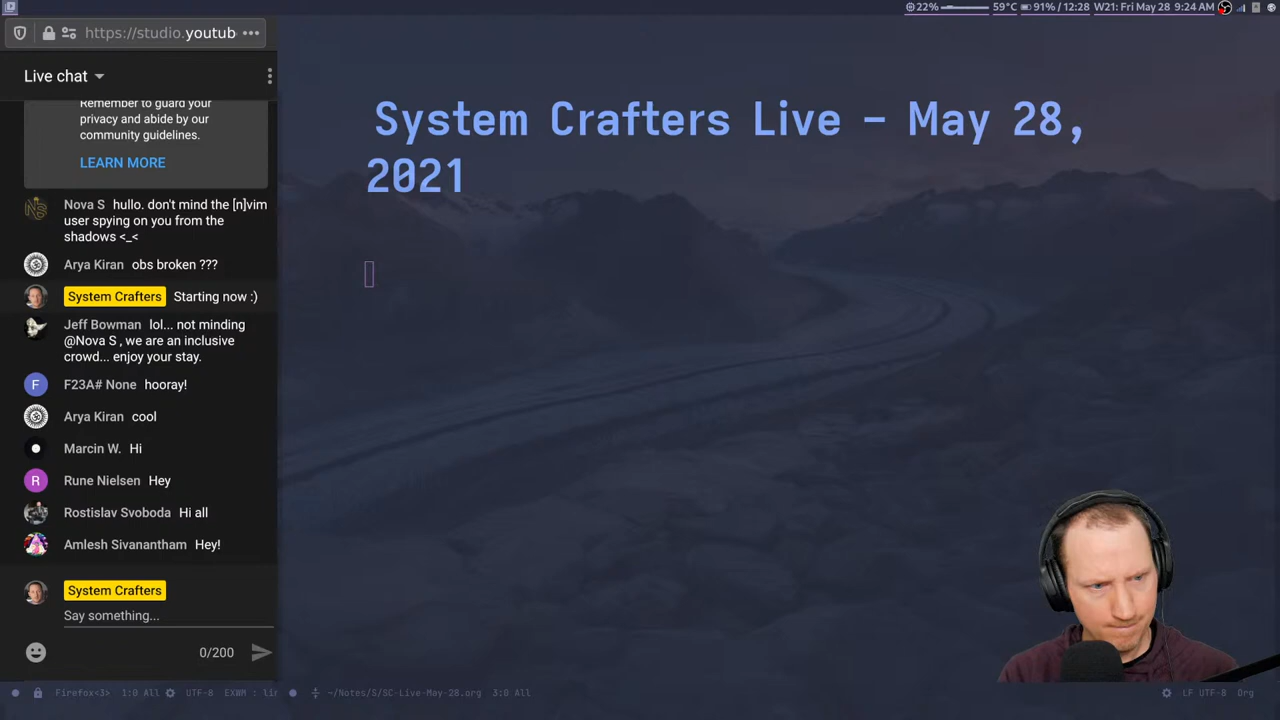 22% 59°C 91% / 12:28 W21: Fri May 28 9:24 AM
https://studio.youtub
Live chat
Remember to guard your
privacy and abide by our
community guidelines.
LEARN MORE
Nova S hullo. don't mind the [n]vim
user spying on you from the
shadows <_<
Arya Kiran obs broken ???
System Crafters Starting now :)
Jeff Bowman lol... not minding
@Nova S , we are an inclusive
crowd... enjoy your stay.
F23A# None hooray!
Arya Kiran cool
Marcin W. Hi
Rune Nielsen Hey
Rostislav Svoboda Hi all
Amlesh Sivanantham Hey!
System Crafters
Say something...
0/200
System Crafters Live - May 28,
2021
Firefox<3> 1:0 All UTF-8 EXWM : lir
~/Notes/S/SC-Live-May-28.org 3:0 All
LF UTF-8 Org